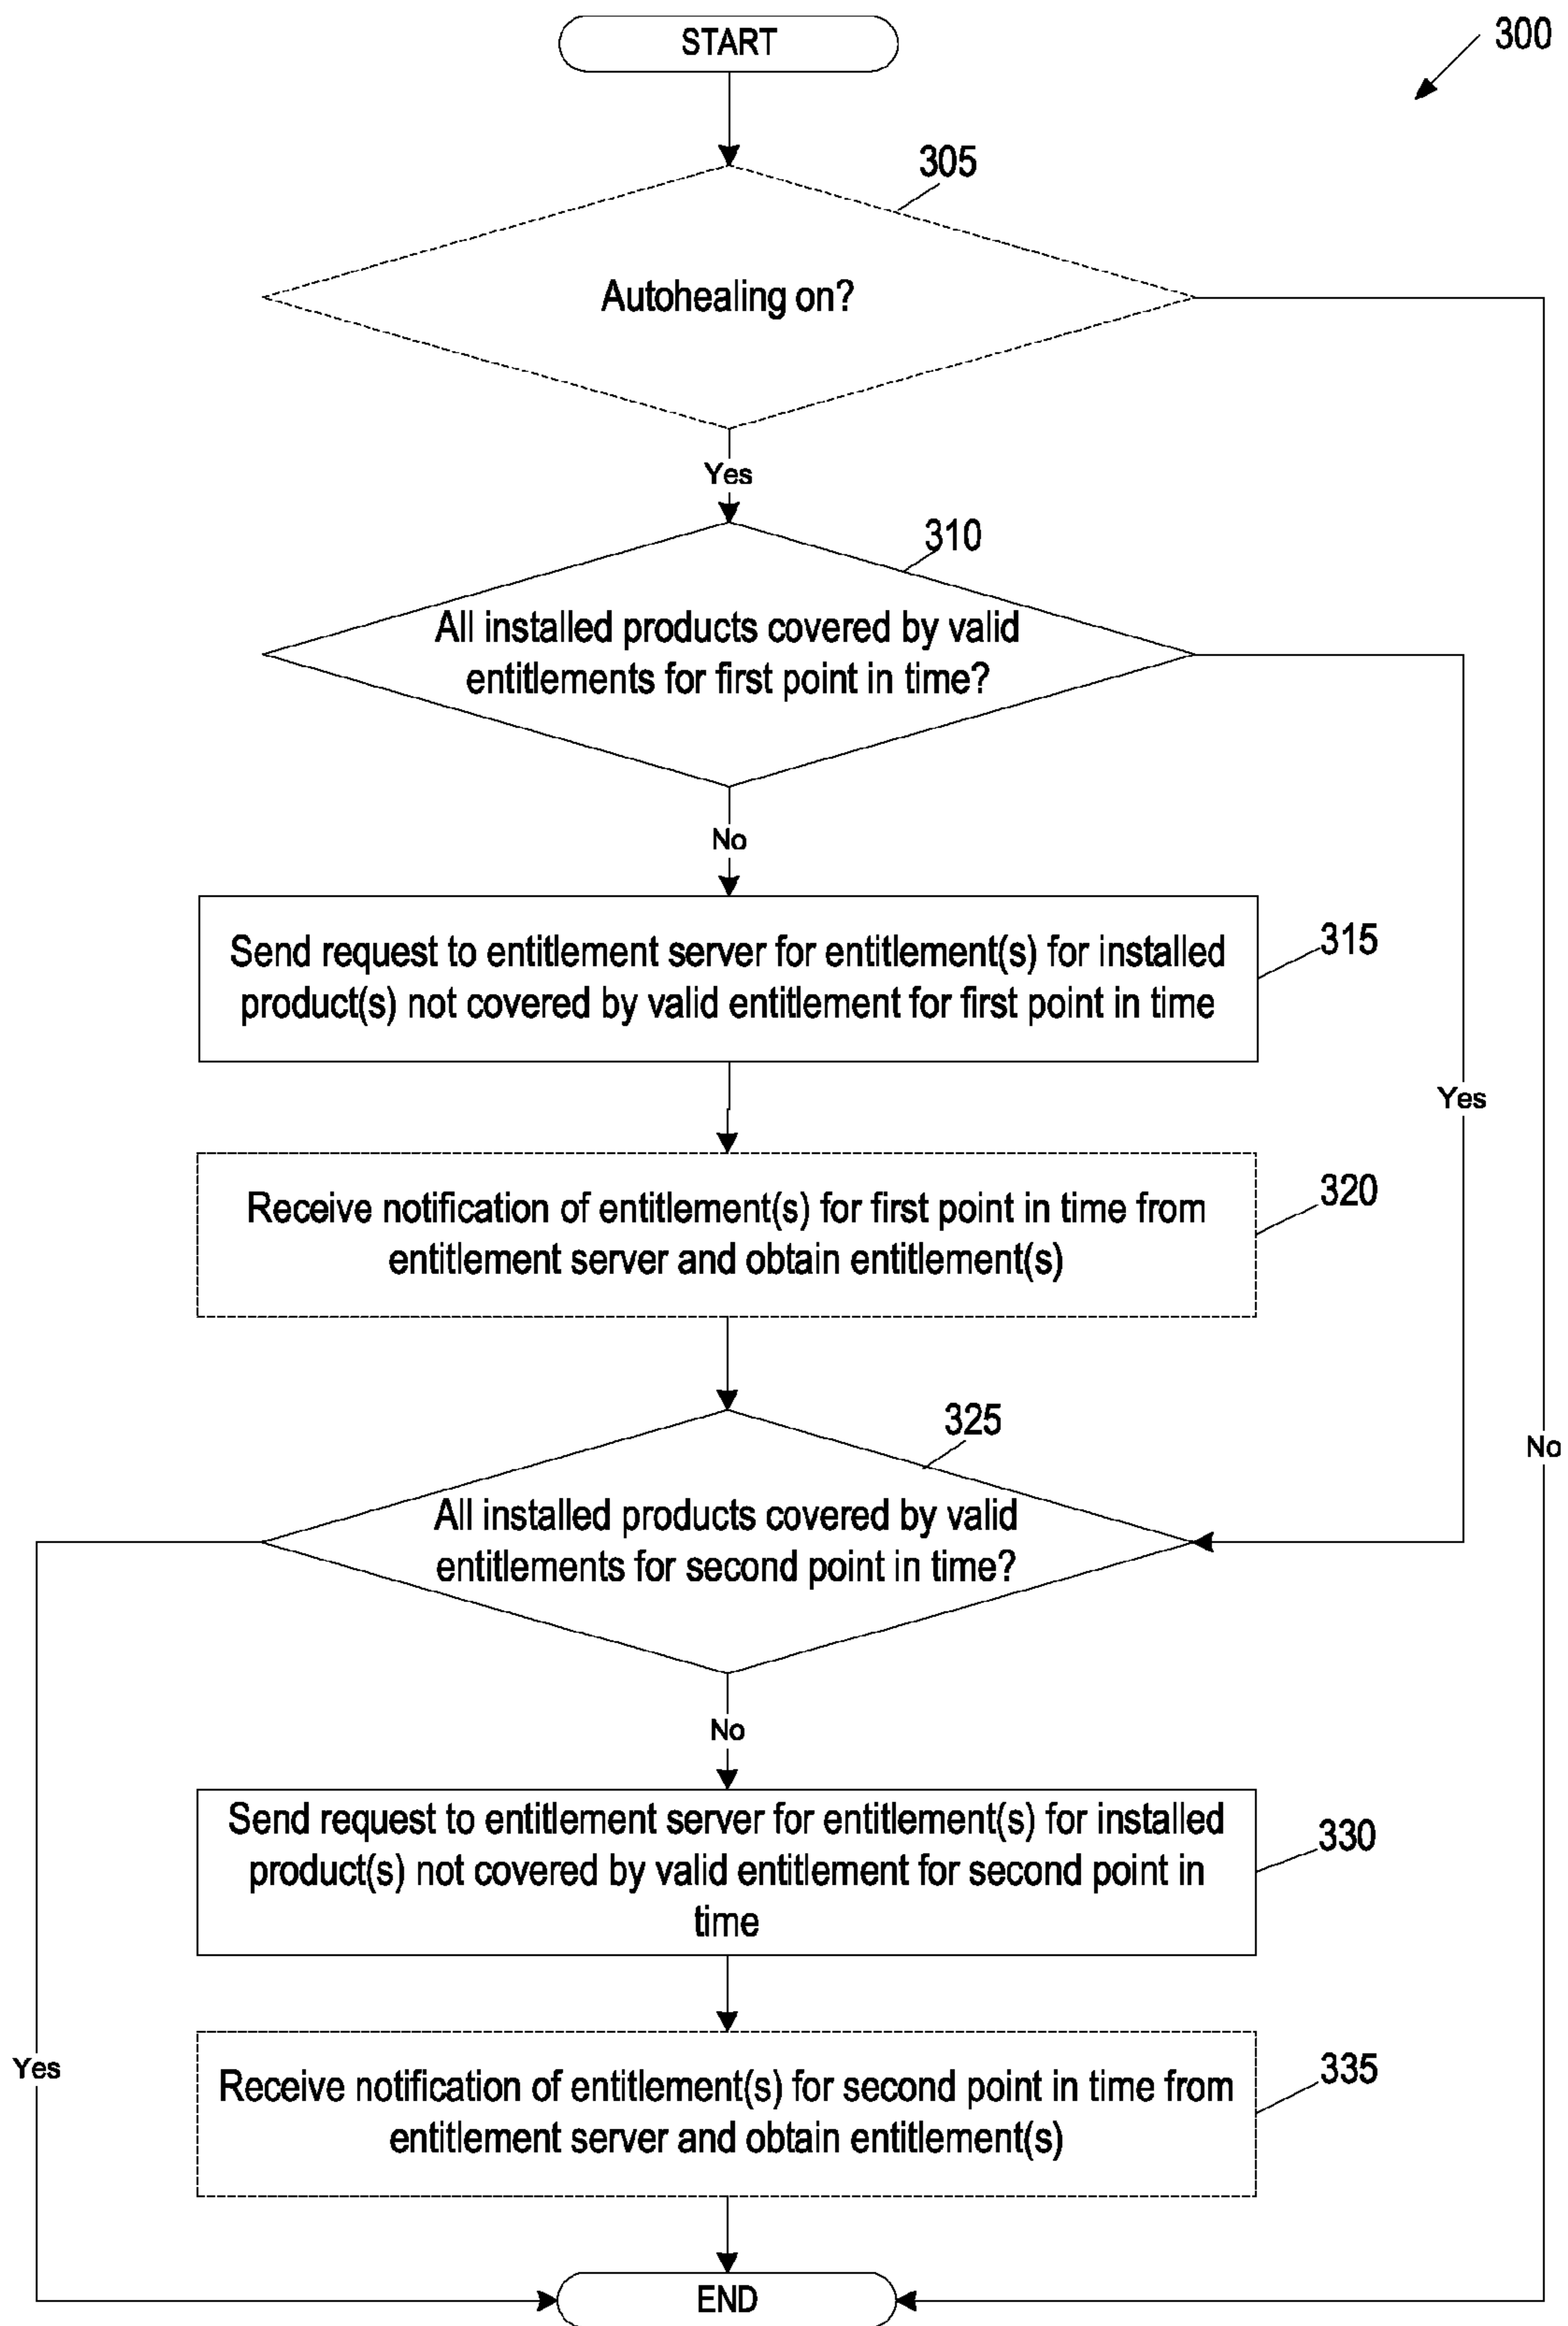 START
300
305
Autohealing on?
Yes
310
All installed products covered by valid
entitlements for first point in time?
No
Send request to entitlement server for entitlement(s) for installed
product(s) not covered by valid entitlement for first point in time
315
Yes
Receive notification of entitlement(s) for first point in time from
entitlement server and obtain entitlement(s)
320
325
No
All installed products covered by valid
entitlements for second point in time?
No
Send request to entitlement server for entitlement(s) for installed
product(s) not covered by valid entitlement for second point in
time
330
Yes
Receive notification of entitlement(s) for second point in time from
entitlement server and obtain entitlement(s)
335
END